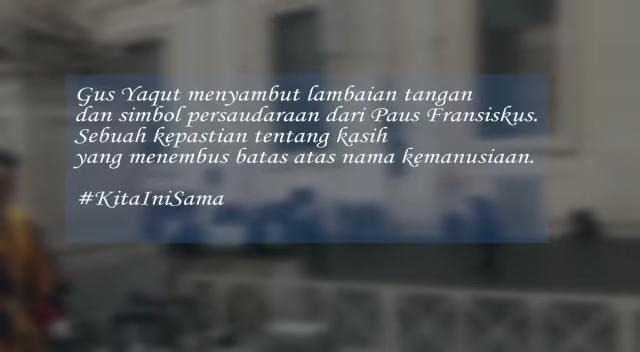 Gus Yaqut menyambut lambaian tangan
dan simbol persaudaraan dari Paus Fransiskus.
Sebuah kepastian tentang kasih
yang menembus batas atas nama kemanusiaan.
#KitaIniSama